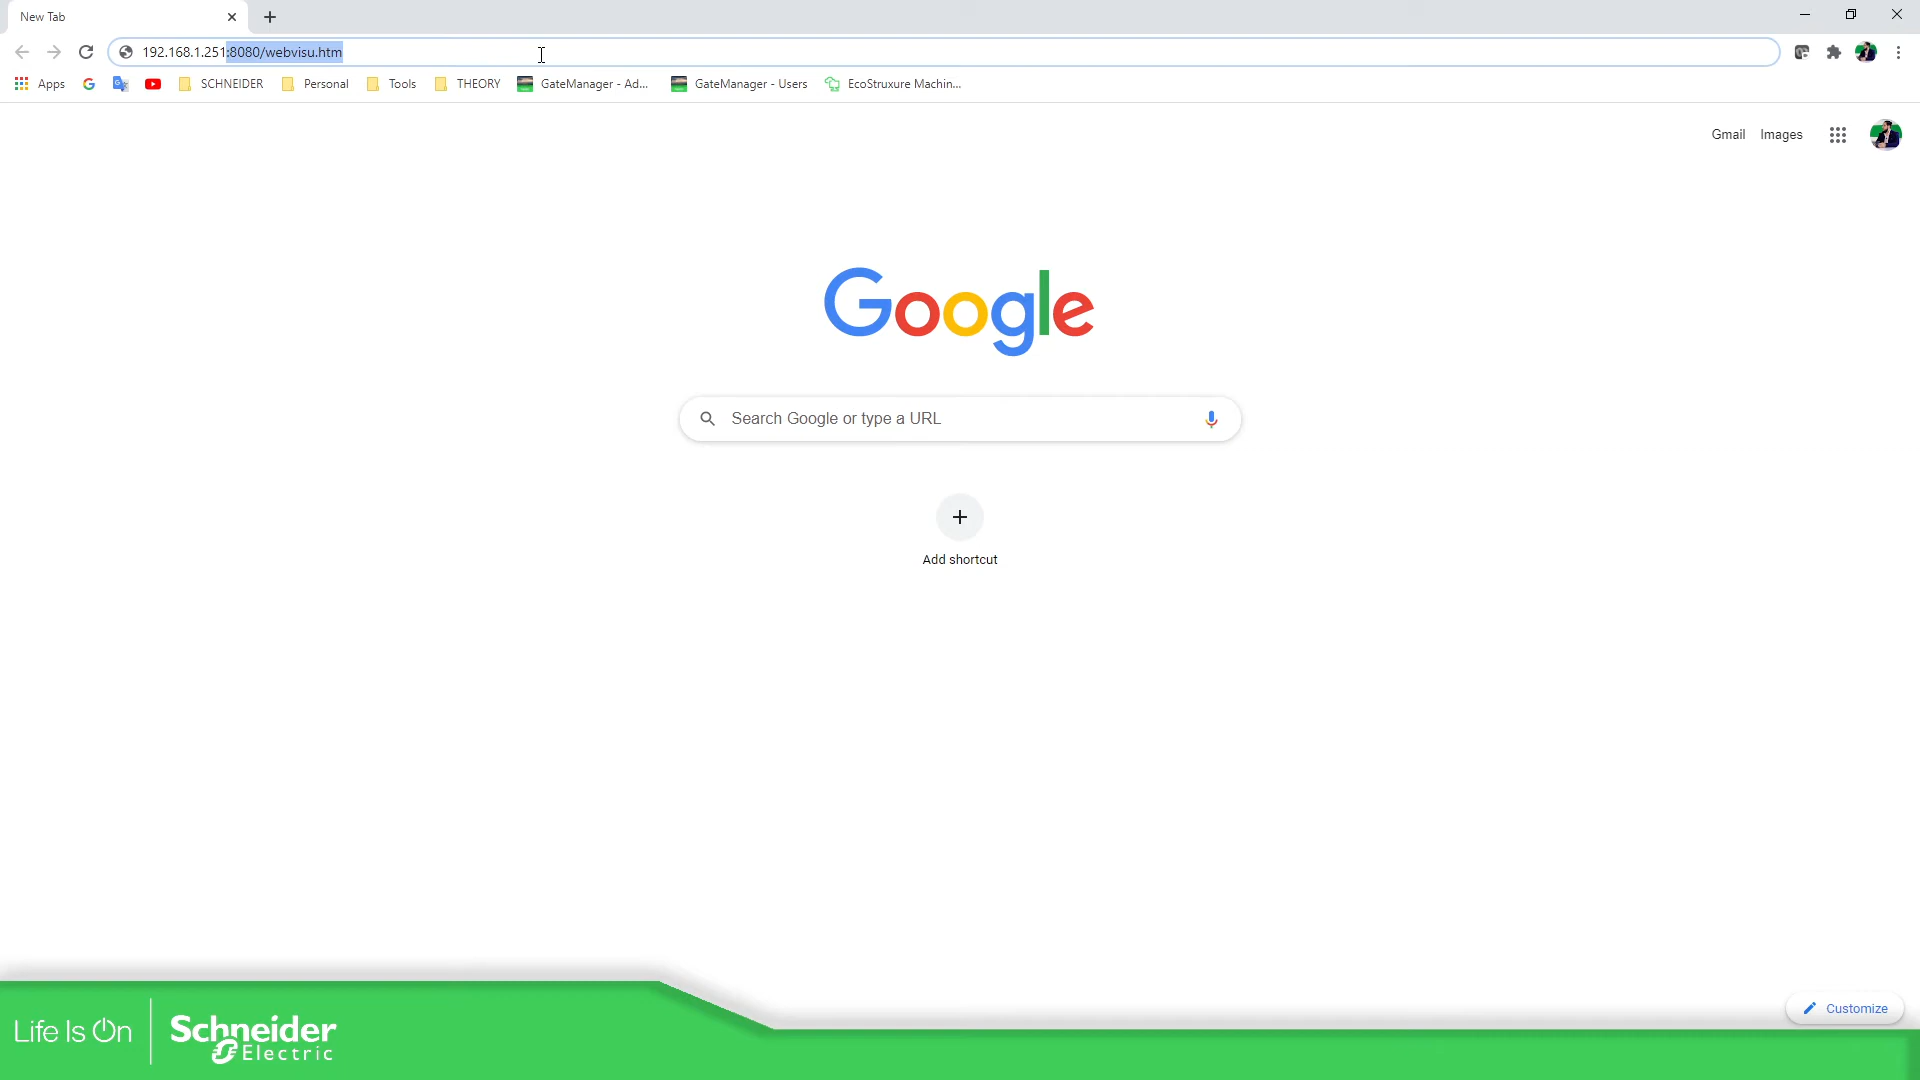 New Tab
192.168.1.251:8080/webvisu.htm
Apps
SCHNEIDER
Personal
Tools
THEORY
GateManager - Ad...
GateManager - Users
EcoStruxure Machin...
Gmail
Images
Google
Search Google or type a URL
Add shortcut
Customize
Life Is On
Schneider
Electric